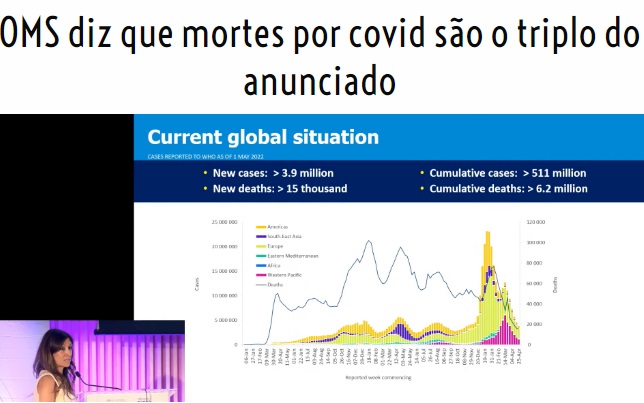 OMS diz que mortes por covid são o triplo do
anunciado
Current global situation
CASES REPORTED TO WHO AS OF 1 MAY 2022
• New cases: > 3.9 million
• New deaths: > 15 thousand
• Cumulative cases: > 511 million
• Cumulative deaths: > 6.2 million
25 000 000
20 000 000
15 000 000
10 000 000
5 000 000
0
Cases
Americas
South-East Asia
Europe
Eastern Mediterranean
Africa
Western Pacific
Deaths
120 000
100 000
80 000
60 000
40 000
20 000
0
Deaths
Reported week commencing